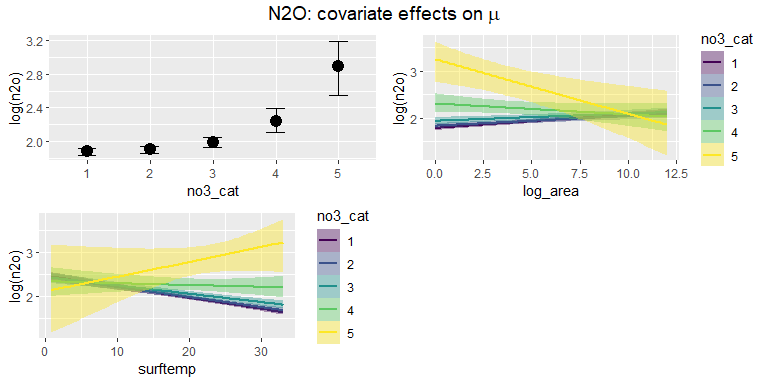 N2O: covariate effects on μ
log(n2o)
3.2
2.8
2.4
2.0
1 2 3 4 5
no3_cat
log(n2o)
3
2
0.0 2.5 5.0 7.5 10.0 12.5
log_area
no3_cat
1
2
3
4
5
log(n2o)
3
2
0 10 20 30
surftemp
no3_cat
1
2
3
4
5